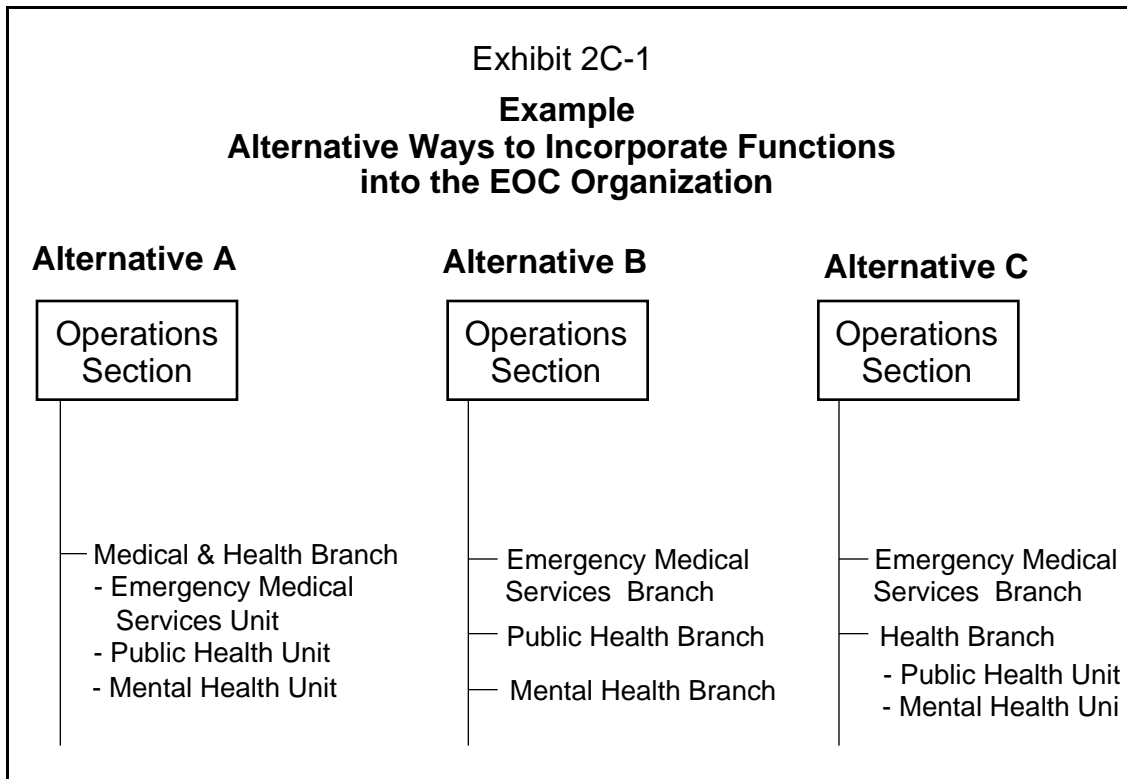 Exhibit 2C-1
Example
Alternative Ways to Incorporate Functions
into the EOC Organization
Alternative A
Operations
Section
Medical & Health Branch
- Emergency Medical
Services Unit
- Public Health Unit
- Mental Health Unit
Alternative B
Operations
Section
Emergency Medical
Services Branch
Public Health Branch
Mental Health Branch
Alternative C
Operations
Section
Emergency Medical
Services Branch
Health Branch
- Public Health Unit
- Mental Health Uni